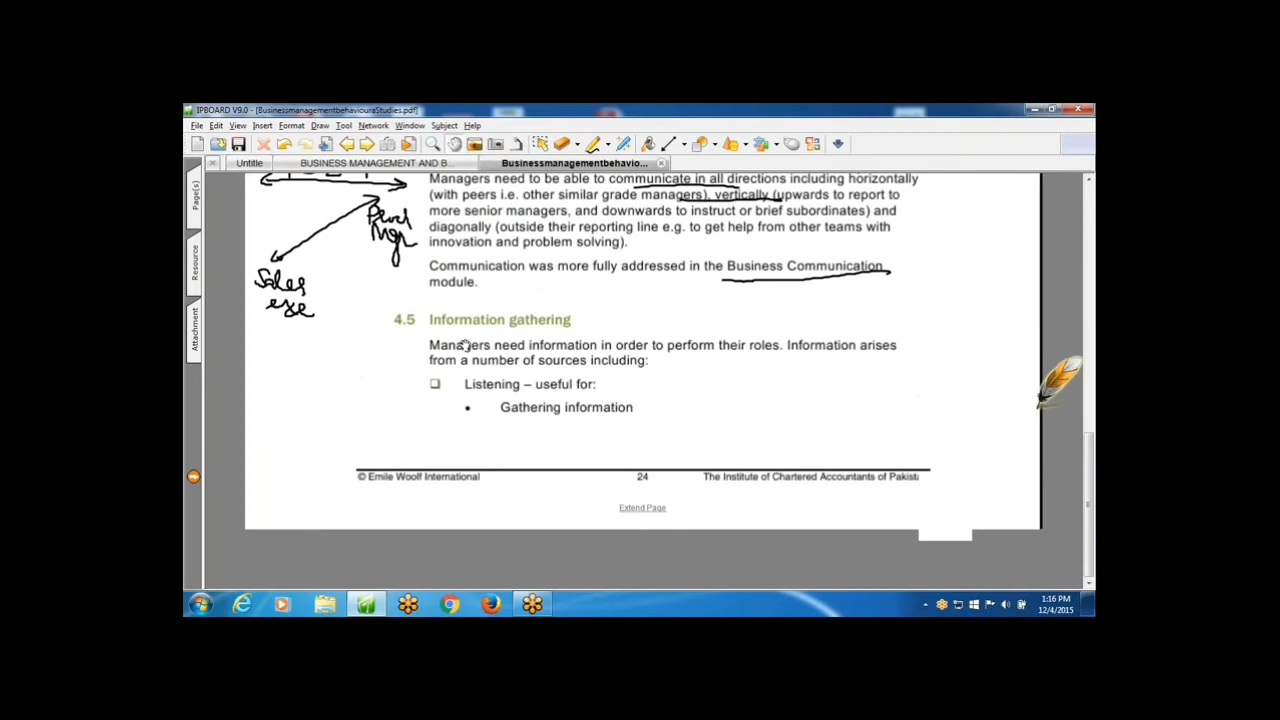 IPBOARD V9.0 - [BusinessmanagementbehaviouraStudies.pdf]
File Edit View Insert Format Draw Tool Network Window Subject Help
Untitle BUSINESS MANAGEMENT AND B... Businessmanagementbehavio...
Page(s)
Resource
Attachment
Managers need to be able to communicate in all directions including horizontally
(with peers i.e. other similar grade managers), vertically (upwards to report to
more senior managers, and downwards to instruct or brief subordinates) and
diagonally (outside their reporting line e.g. to get help from other teams with
innovation and problem solving).
Mgr
Sales
exe
Communication was more fully addressed in the Business Communication
module.
4.5 Information gathering
Managers need information in order to perform their roles. Information arises
from a number of sources including:
❑ Listening – useful for:
• Gathering information
© Emile Woolf International 24 The Institute of Chartered Accountants of Pakist
Extend Page
1:16 PM
12/4/2015